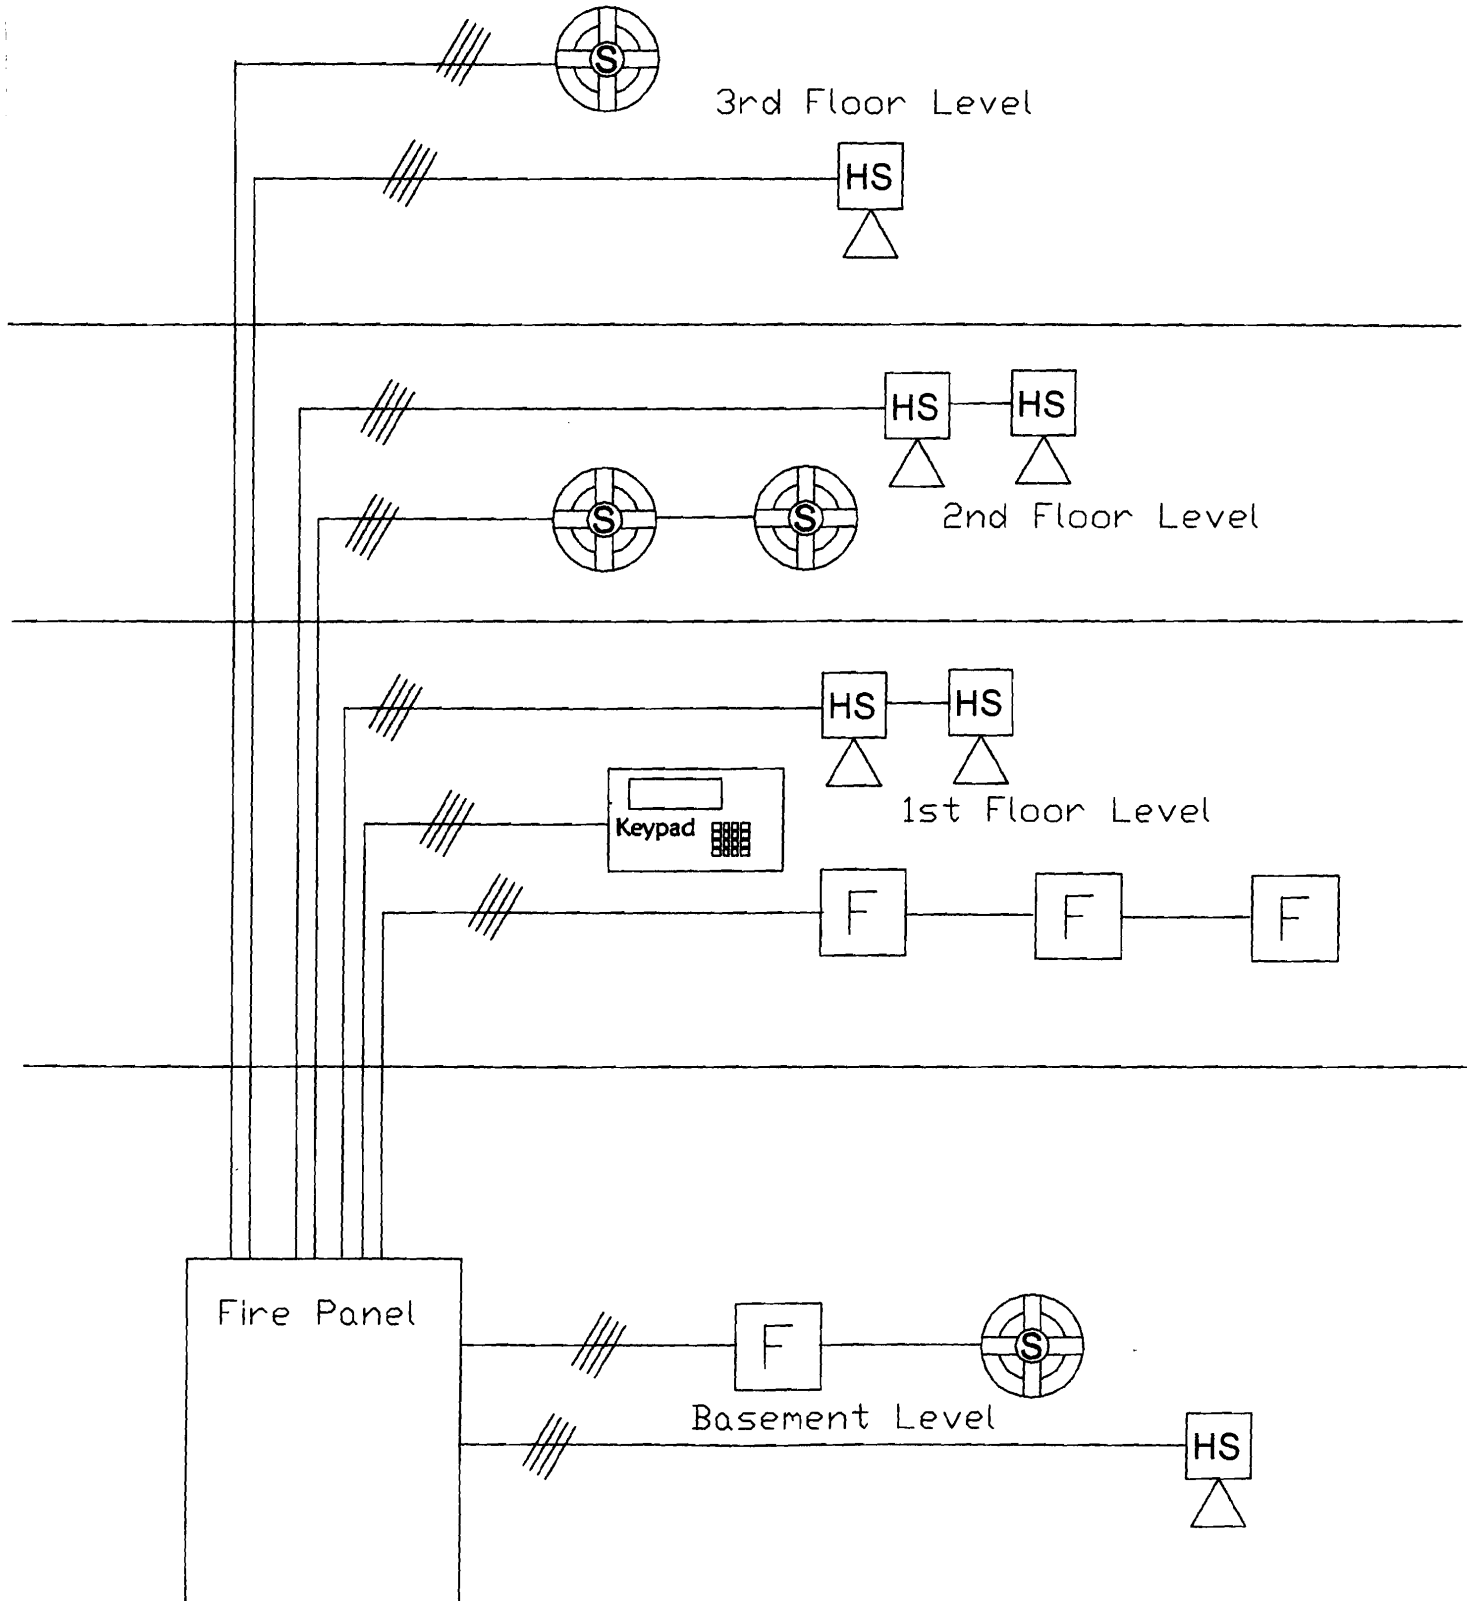 S
3rd Floor Level
HS
HS HS
S S
2nd Floor Level
HS HS
Keypad
1st Floor Level
F F F
Fire Panel
F S
Basement Level
HS